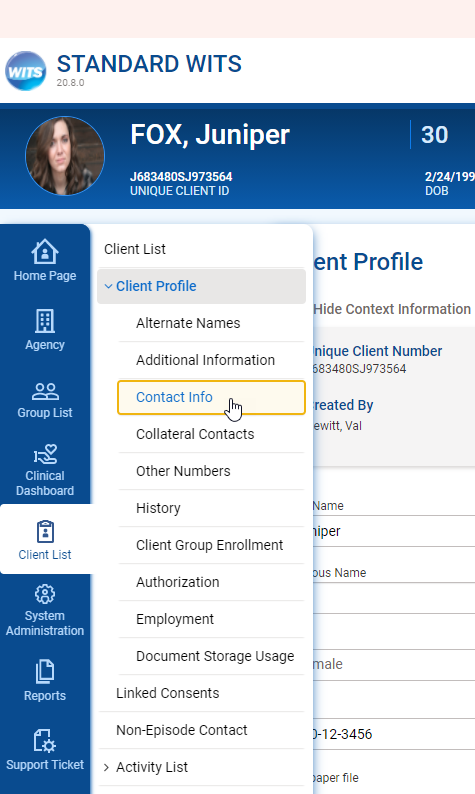 WITS
STANDARD WITS
20.8.0
FOX, Juniper
30
J683480SJ973564
UNIQUE CLIENT ID
2/24/199
DOB
Home Page
Agency
Group List
Clinical
Dashboard
Client List
System
Administration
Reports
Support Ticket
Client List
Client Profile
Alternate Names
Additional Information
Contact Info
Collateral Contacts
Other Numbers
History
Client Group Enrollment
Authorization
Employment
Document Storage Usage
Linked Consents
Non-Episode Contact
Activity List
ent Profile
Hide Context Information
nique Client Number
683480SJ973564
reated By
ewitt, Val
Name
niper
ous Name
male
0-12-3456
paper file